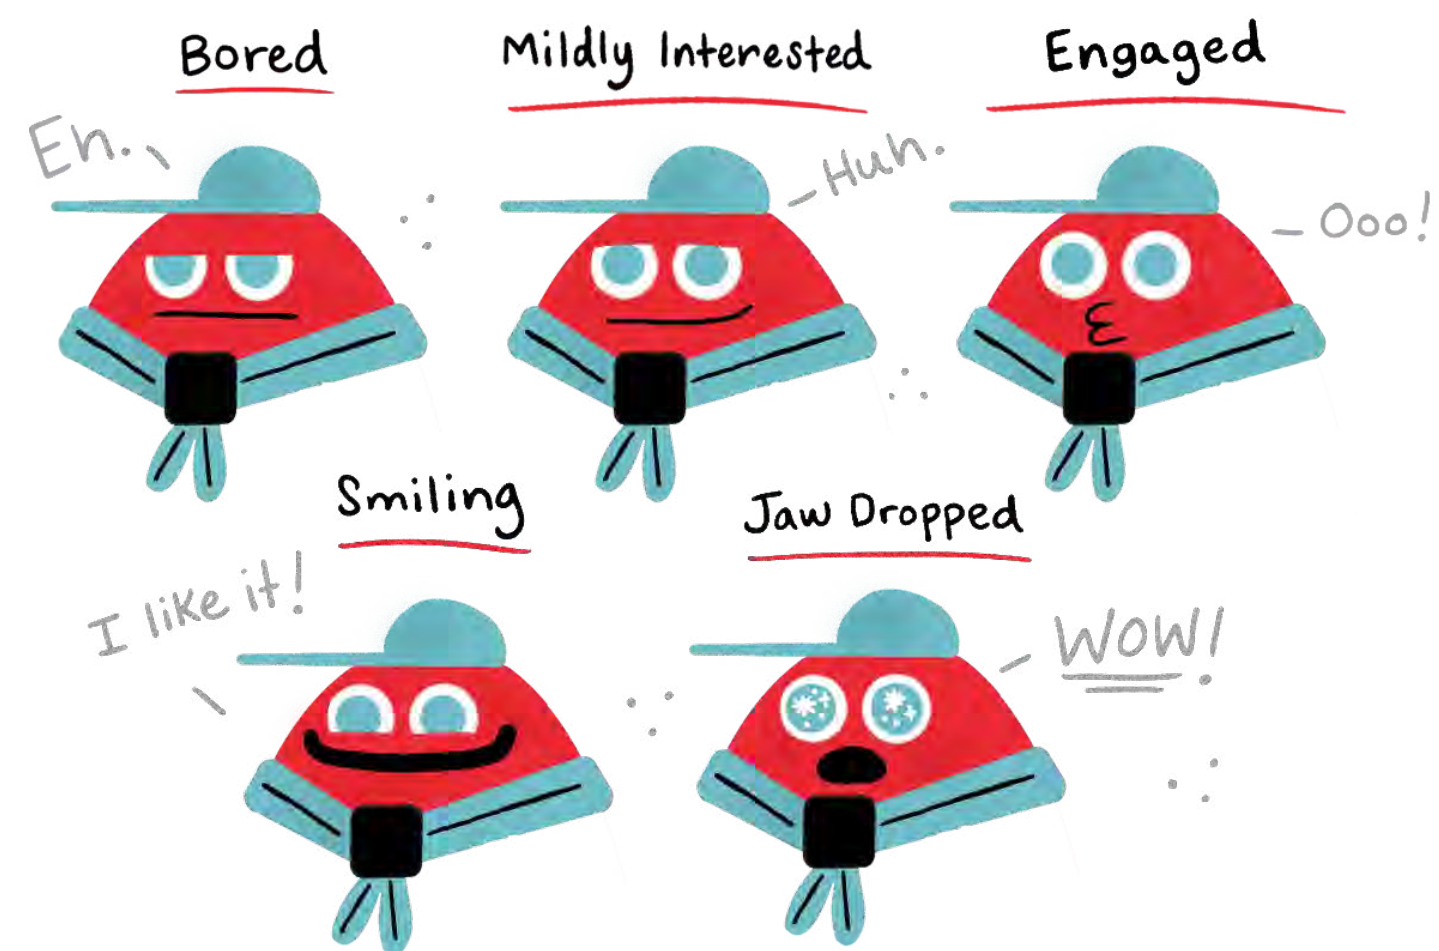 Bored
Mildly Interested
Engaged
Eh.
Huh.
Ooo!
Smiling
Jaw Dropped
I like it!
WOW!